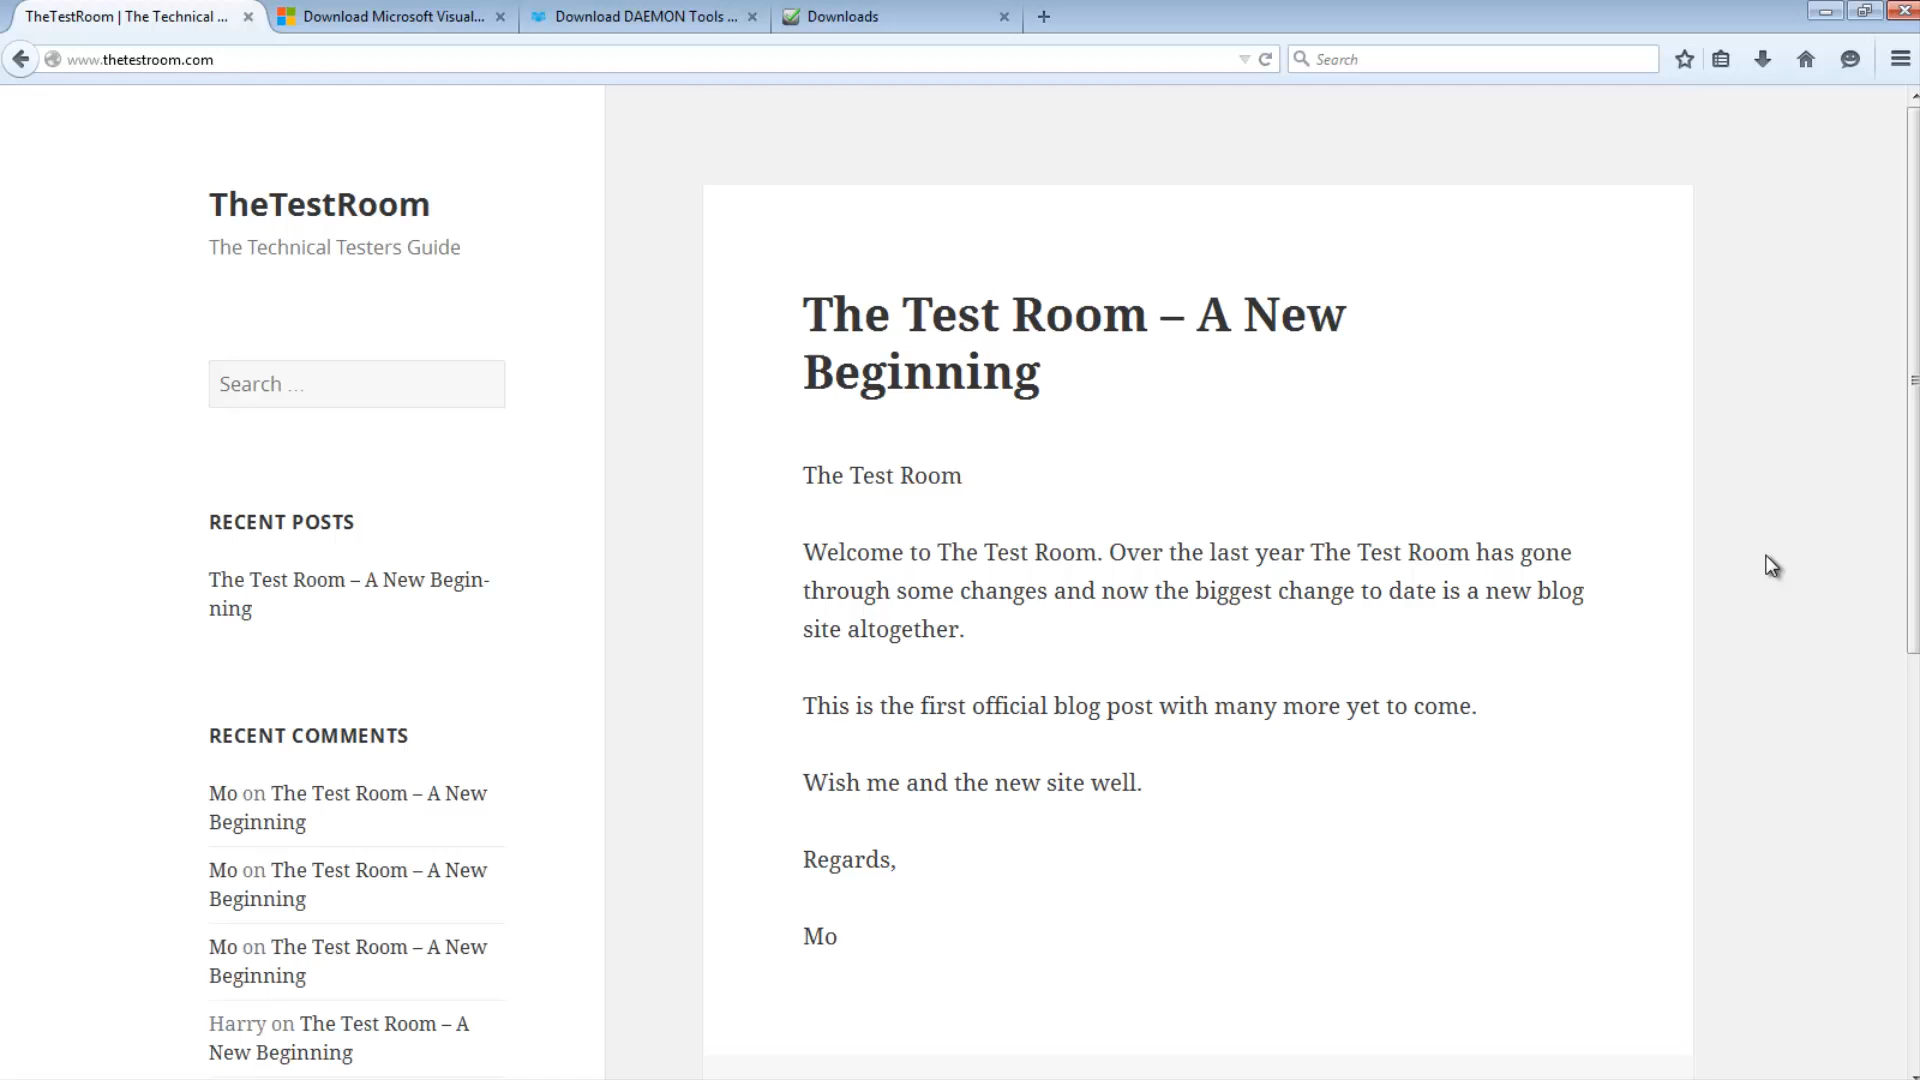 TheTestRoom | The Technical ...
Download Microsoft Visual...
Download DAEMON Tools ...
Downloads
www.thetestroom.com
Search
TheTestRoom
The Technical Testers Guide
Search ...
RECENT POSTS
The Test Room – A New Begin-
ning
RECENT COMMENTS
Mo on The Test Room – A New
Beginning
Mo on The Test Room – A New
Beginning
Mo on The Test Room – A New
Beginning
Harry on The Test Room – A
New Beginning
The Test Room – A New
Beginning
The Test Room
Welcome to The Test Room. Over the last year The Test Room has gone
through some changes and now the biggest change to date is a new blog
site altogether.
This is the first official blog post with many more yet to come.
Wish me and the new site well.
Regards,
Mo